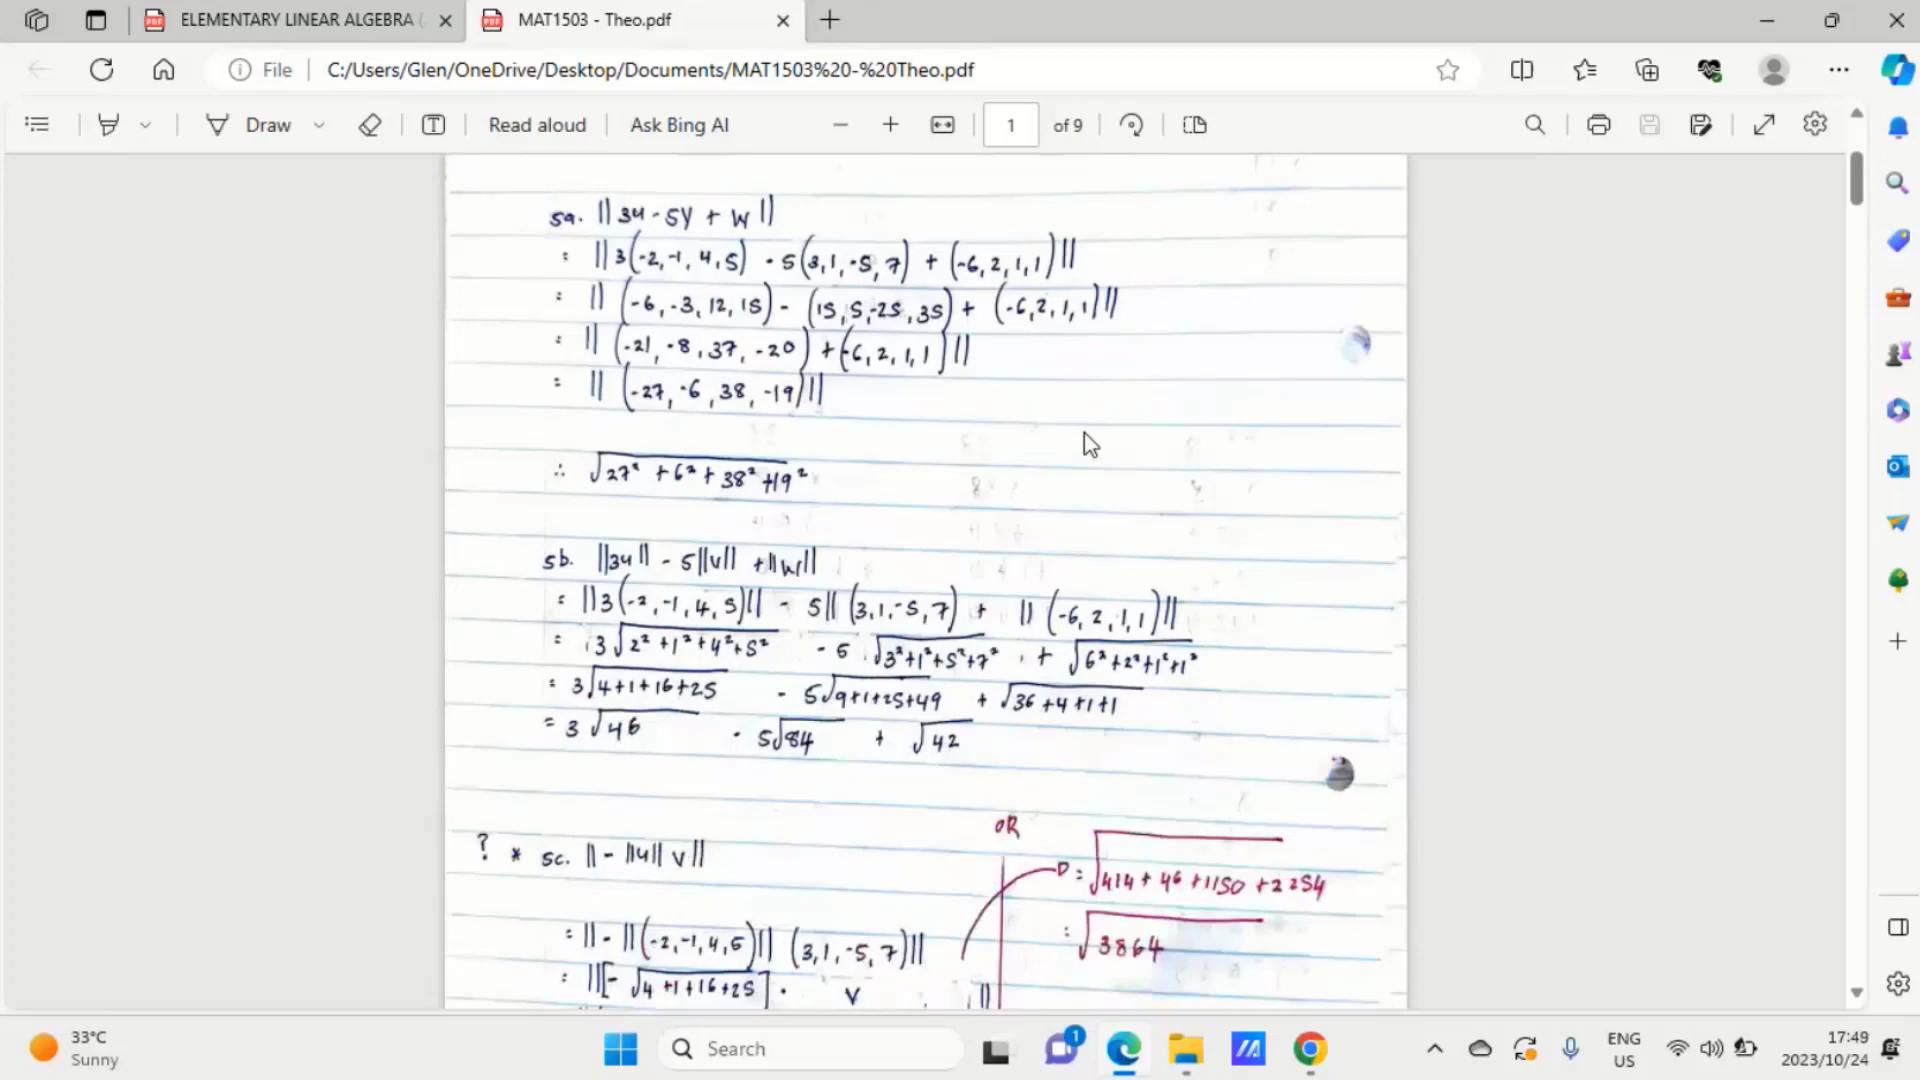 ELEMENTARY LINEAR ALGEBRA (
MAT1503 - Theo.pdf
File
C:/Users/Glen/OneDrive/Desktop/Documents/MAT1503%20-%20Theo.pdf
Draw
Read aloud
Ask Bing AI
1 of 9
5a. ||3u - 5v + w||
= ||3(-2,-1,4,5) - 5(3,1,-5,7) + (-6,2,1,1)||
= ||(-6,-3,12,15) - (15,5,-25,35) + (-6,2,1,1)||
= ||(-21,-8,37,-20) + (-6,2,1,1)||
= ||(-27,-6,38,-19)||
∴ √27² + 6² + 38² + 19²
5b. ||3u|| - 5||v|| + ||w||
= ||3(-2,-1,4,5)|| - 5||(3,1,-5,7) + ||(-6,2,1,1)||
= 3√2² + 1² + 4² + 5² - 5√3² + 1² + 5² + 7² + √6² + 2² + 1² + 1²
= 3√4+1+16+25 - 5√9+1+25+49 + √36+4+1+1
= 3√46 - 5√84 + √42
OR
? * 5c. ||-||u|| v||
D = √414 + 46 + 1150 + 2254
= √3864
= ||-||(-2,-1,4,5)|| (3,1,-5,7)||
= ||[-√4+1+16+25] · v ||
33°C
Sunny
Search
1
ENG
US
17:49
2023/10/24